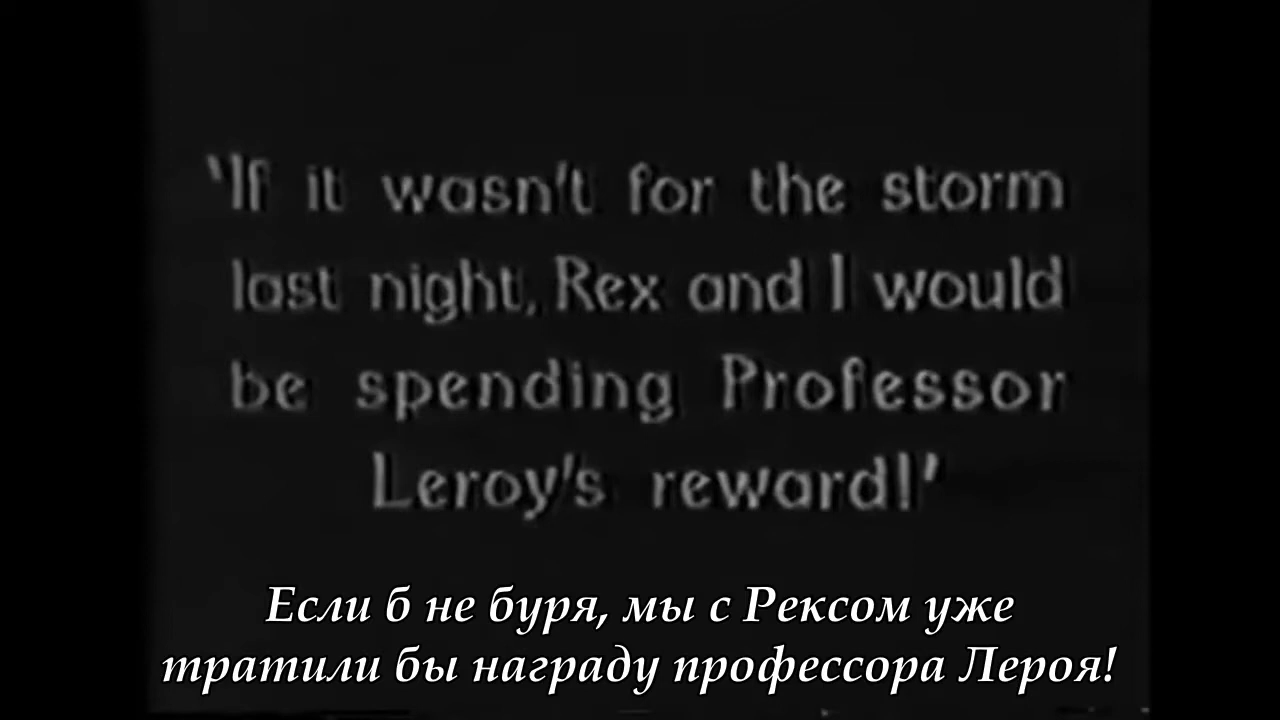 'If it wasn't for the storm
last night, Rex and I would
be spending Professor
Leroy's reward!'
Если б не буря, мы с Рексом уже
тратили бы награду профессора Лероя!